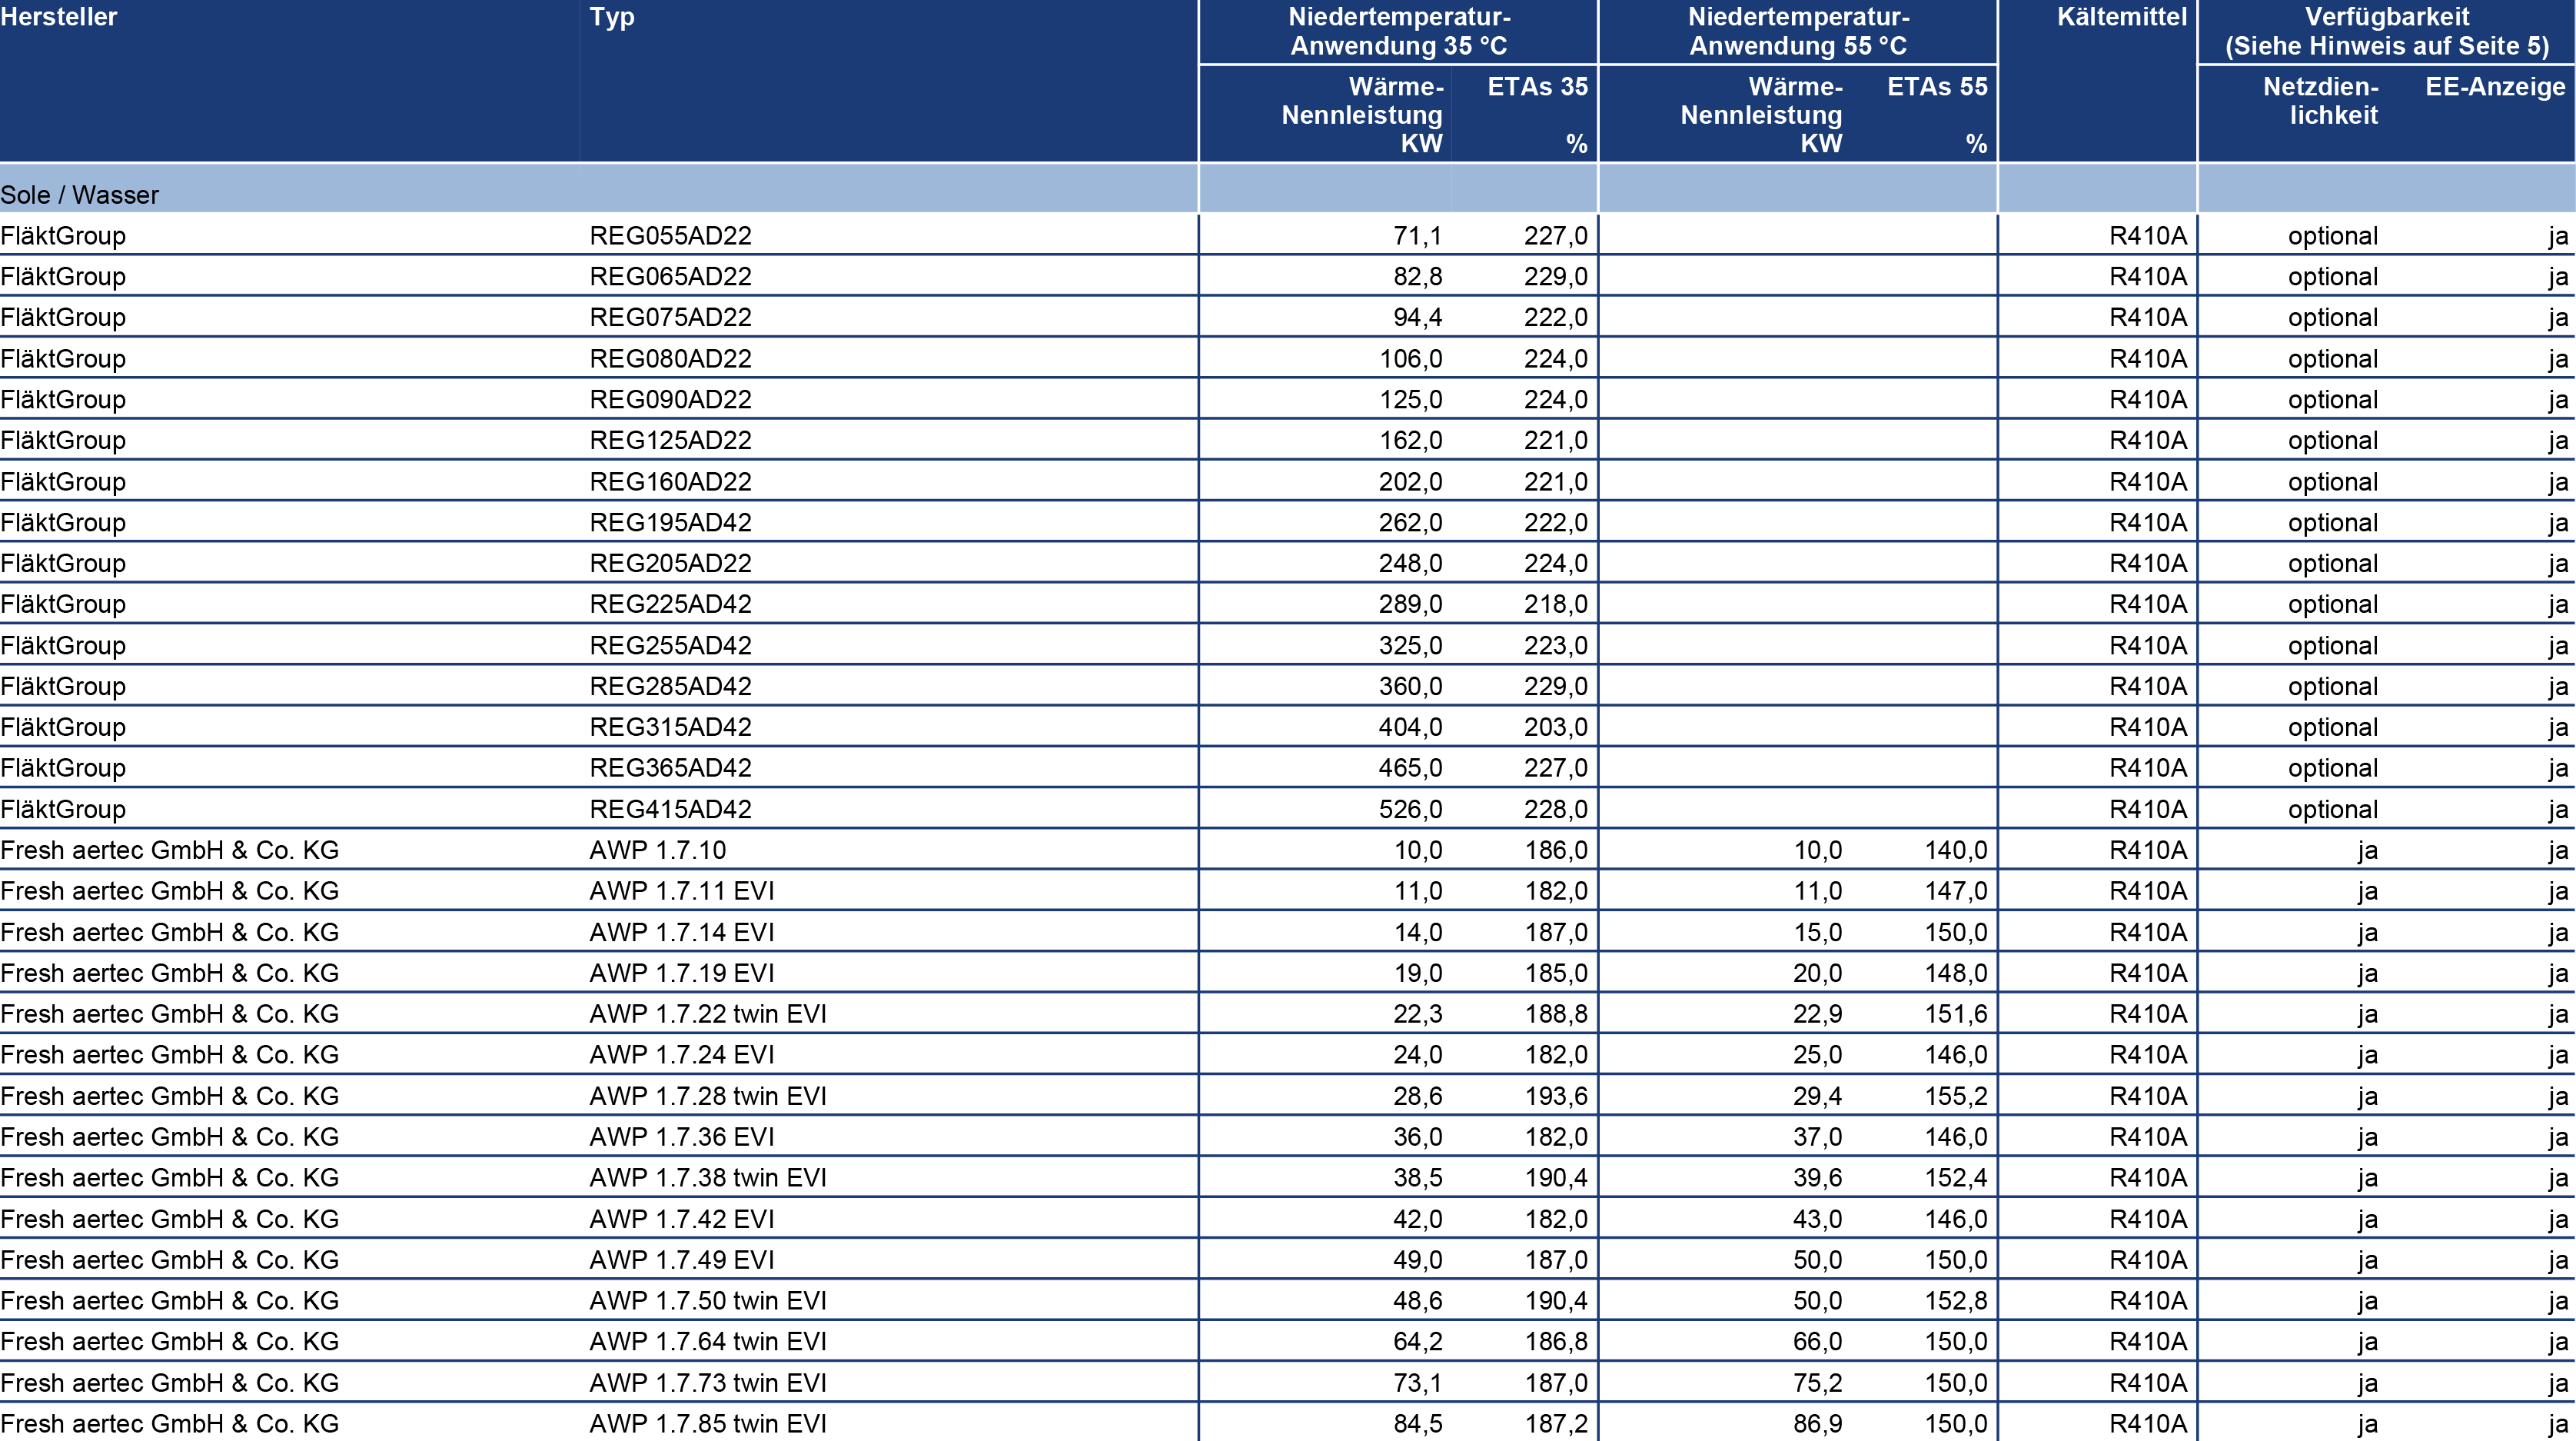 Hersteller Typ Niedertemperatur- Niedertemperatur- Kältemittel Verfügbarkeit
Anwendung 35 °C Anwendung 55 °C (Siehe Hinweis auf Seite 5)
Wärme- ETAs 35 Wärme- ETAs 55 Netzdien- EE-Anzeige
Nennleistung Nennleistung lichkeit
KW % KW %
Sole / Wasser
FläktGroup REG055AD22 71,1 227,0 R410A optional ja
FläktGroup REG065AD22 82,8 229,0 R410A optional ja
FläktGroup REG075AD22 94,4 222,0 R410A optional ja
FläktGroup REG080AD22 106,0 224,0 R410A optional ja
FläktGroup REG090AD22 125,0 224,0 R410A optional ja
FläktGroup REG125AD22 162,0 221,0 R410A optional ja
FläktGroup REG160AD22 202,0 221,0 R410A optional ja
FläktGroup REG195AD42 262,0 222,0 R410A optional ja
FläktGroup REG205AD22 248,0 224,0 R410A optional ja
FläktGroup REG225AD42 289,0 218,0 R410A optional ja
FläktGroup REG255AD42 325,0 223,0 R410A optional ja
FläktGroup REG285AD42 360,0 229,0 R410A optional ja
FläktGroup REG315AD42 404,0 203,0 R410A optional ja
FläktGroup REG365AD42 465,0 227,0 R410A optional ja
FläktGroup REG415AD42 526,0 228,0 R410A optional ja
Fresh aertec GmbH & Co. KG AWP 1.7.10 10,0 186,0 10,0 140,0 R410A ja ja
Fresh aertec GmbH & Co. KG AWP 1.7.11 EVI 11,0 182,0 11,0 147,0 R410A ja ja
Fresh aertec GmbH & Co. KG AWP 1.7.14 EVI 14,0 187,0 15,0 150,0 R410A ja ja
Fresh aertec GmbH & Co. KG AWP 1.7.19 EVI 19,0 185,0 20,0 148,0 R410A ja ja
Fresh aertec GmbH & Co. KG AWP 1.7.22 twin EVI 22,3 188,8 22,9 151,6 R410A ja ja
Fresh aertec GmbH & Co. KG AWP 1.7.24 EVI 24,0 182,0 25,0 146,0 R410A ja ja
Fresh aertec GmbH & Co. KG AWP 1.7.28 twin EVI 28,6 193,6 29,4 155,2 R410A ja ja
Fresh aertec GmbH & Co. KG AWP 1.7.36 EVI 36,0 182,0 37,0 146,0 R410A ja ja
Fresh aertec GmbH & Co. KG AWP 1.7.38 twin EVI 38,5 190,4 39,6 152,4 R410A ja ja
Fresh aertec GmbH & Co. KG AWP 1.7.42 EVI 42,0 182,0 43,0 146,0 R410A ja ja
Fresh aertec GmbH & Co. KG AWP 1.7.49 EVI 49,0 187,0 50,0 150,0 R410A ja ja
Fresh aertec GmbH & Co. KG AWP 1.7.50 twin EVI 48,6 190,4 50,0 152,8 R410A ja ja
Fresh aertec GmbH & Co. KG AWP 1.7.64 twin EVI 64,2 186,8 66,0 150,0 R410A ja ja
Fresh aertec GmbH & Co. KG AWP 1.7.73 twin EVI 73,1 187,0 75,2 150,0 R410A ja ja
Fresh aertec GmbH & Co. KG AWP 1.7.85 twin EVI 84,5 187,2 86,9 150,0 R410A ja ja